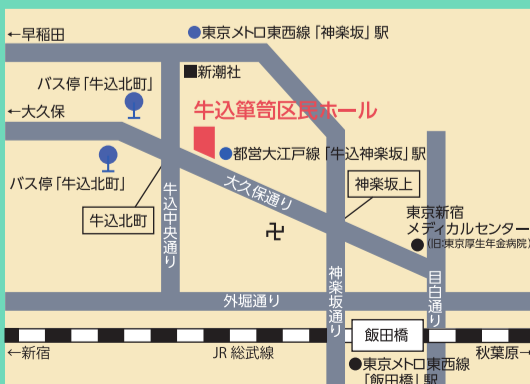 ←早稲田
東京メトロ東西線「神楽坂」駅
新潮社
バス停「牛込北町」
←大久保
牛込箪笥区民ホール
都営大江戸線「牛込神楽坂」駅
バス停「牛込北町」
大久保通り
神楽坂上
牛込北町
牛込中央通り
東京新宿
メディカルセンター
(旧:東京厚生年金病院)
卍
神楽坂通り
目白通り
外堀通り
飯田橋
←新宿
JR 総武線
秋葉原→
東京メトロ東西線
「飯田橋」駅